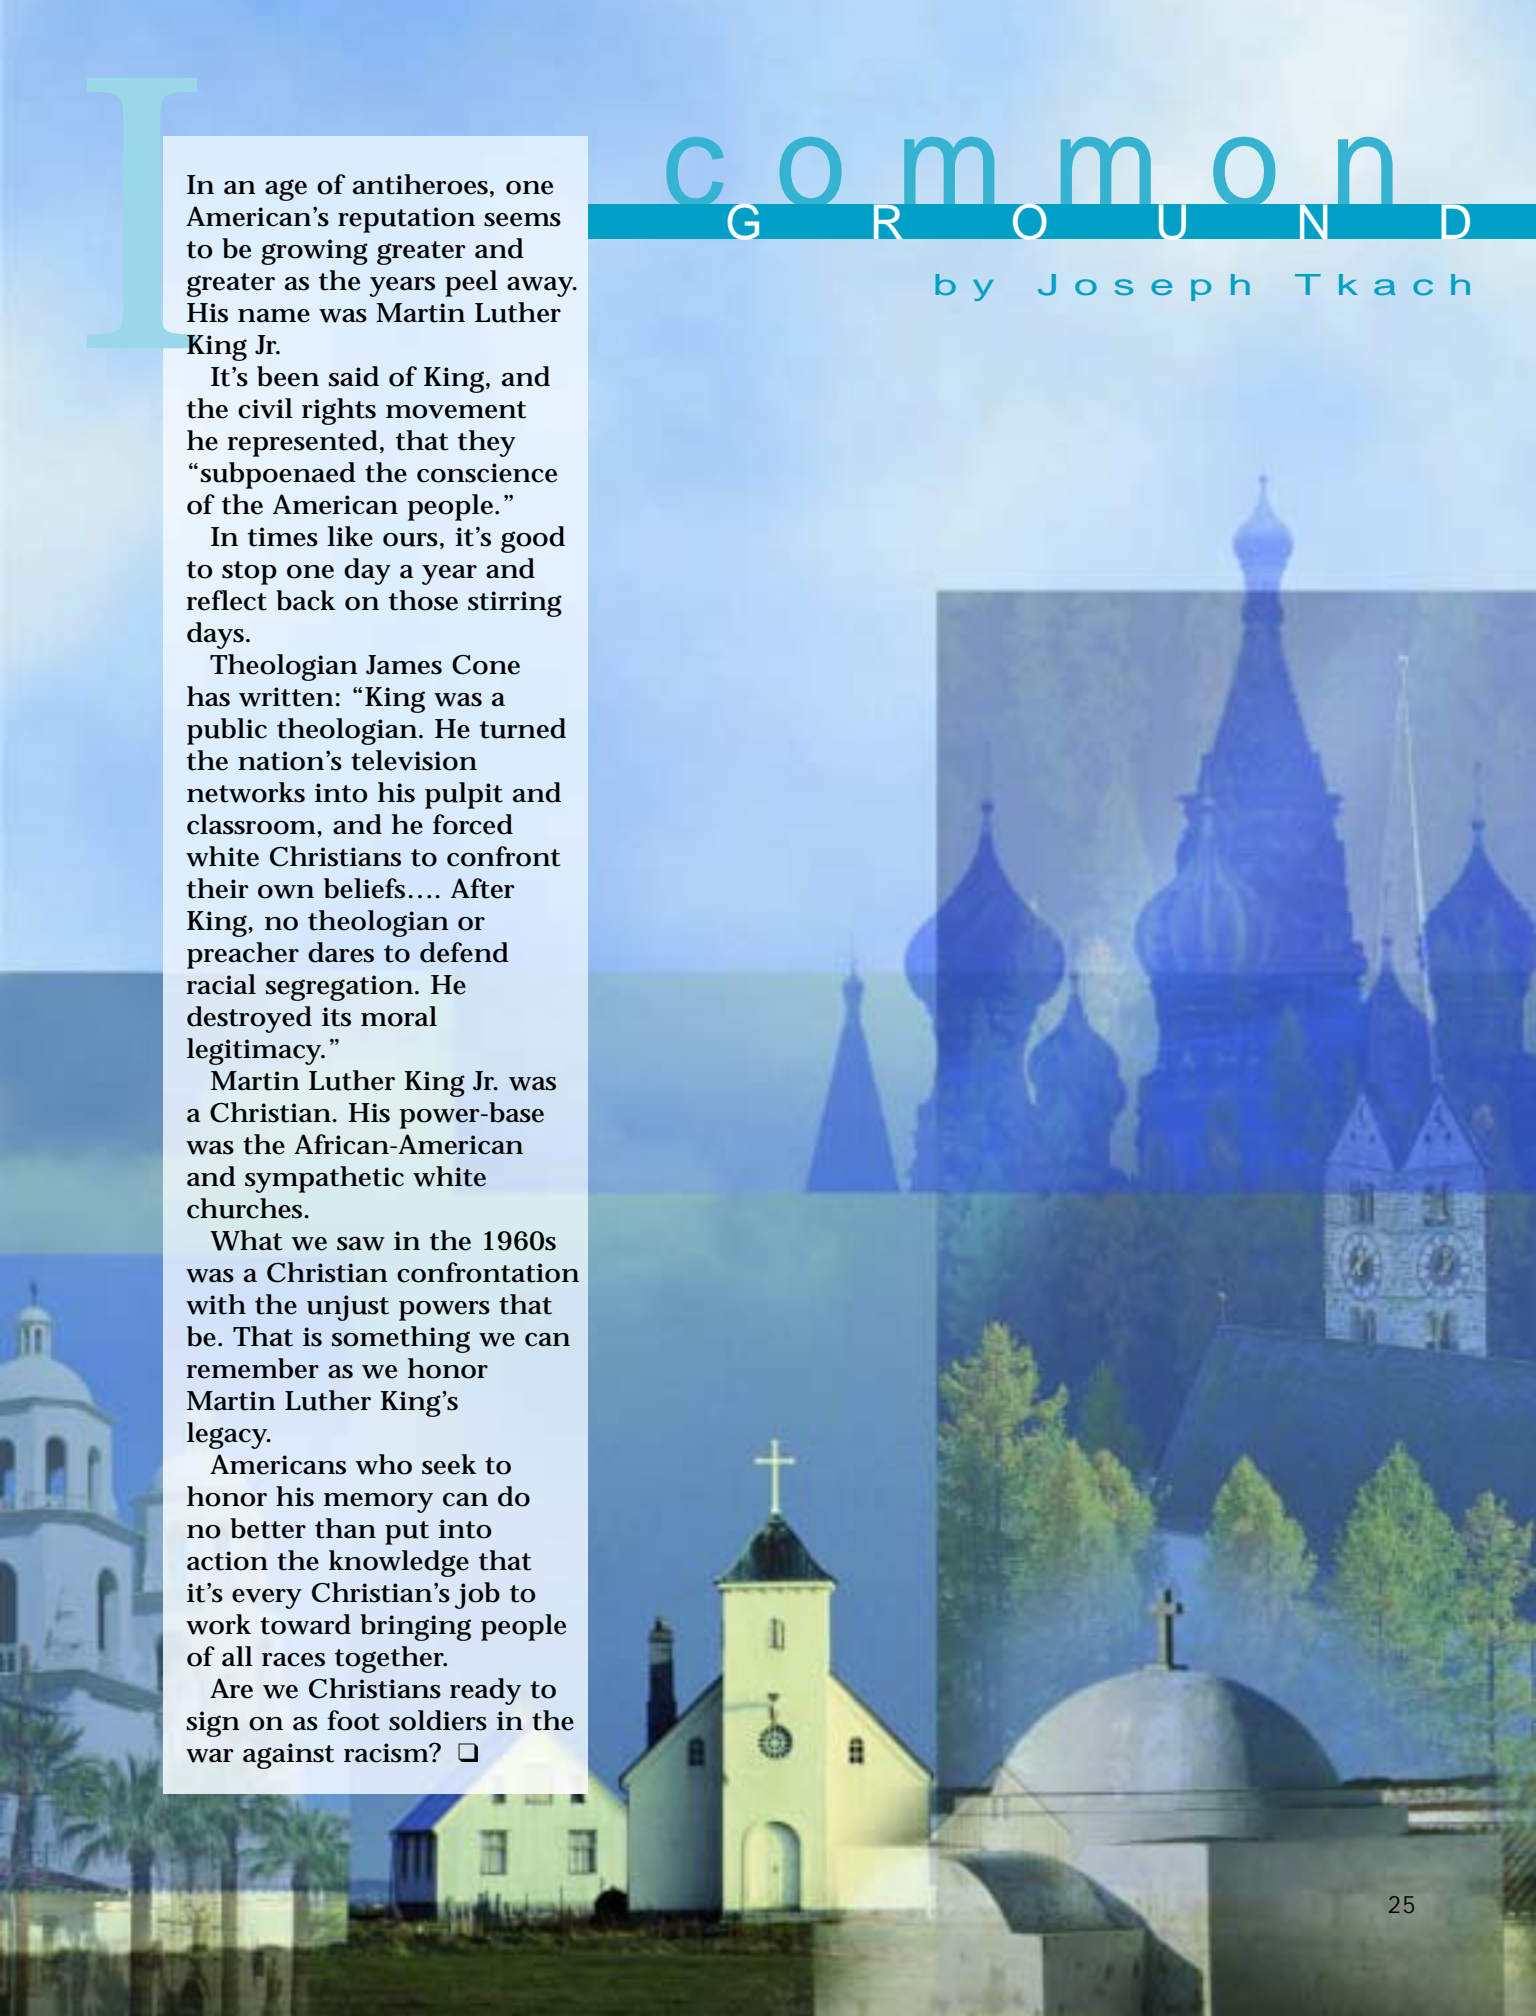 common
GROUND
by Joseph Tkach
I
In an age of antiheroes, one
American's reputation seems
to be growing greater and
greater as the years peel away.
His name was Martin Luther
King Jr.
It's been said of King, and
the civil rights movement
he represented, that they
“subpoenaed the conscience
of the American people.”
In times like ours, it's good
to stop one day a year and
reflect back on those stirring
days.
Theologian James Cone
has written: “King was a
public theologian. He turned
the nation's television
networks into his pulpit and
classroom, and he forced
white Christians to confront
their own beliefs…. After
King, no theologian or
preacher dares to defend
racial segregation. He
destroyed its moral
legitimacy.”
Martin Luther King Jr. was
a Christian. His power-base
was the African-American
and sympathetic white
churches.
What we saw in the 1960s
was a Christian confrontation
with the unjust powers that
be. That is something we can
remember as we honor
Martin Luther King's
legacy.
Americans who seek to
honor his memory can do
no better than put into
action the knowledge that
it's every Christian's job to
work toward bringing people
of all races together.
Are we Christians ready to
sign on as foot soldiers in the
war against racism? ❏
25